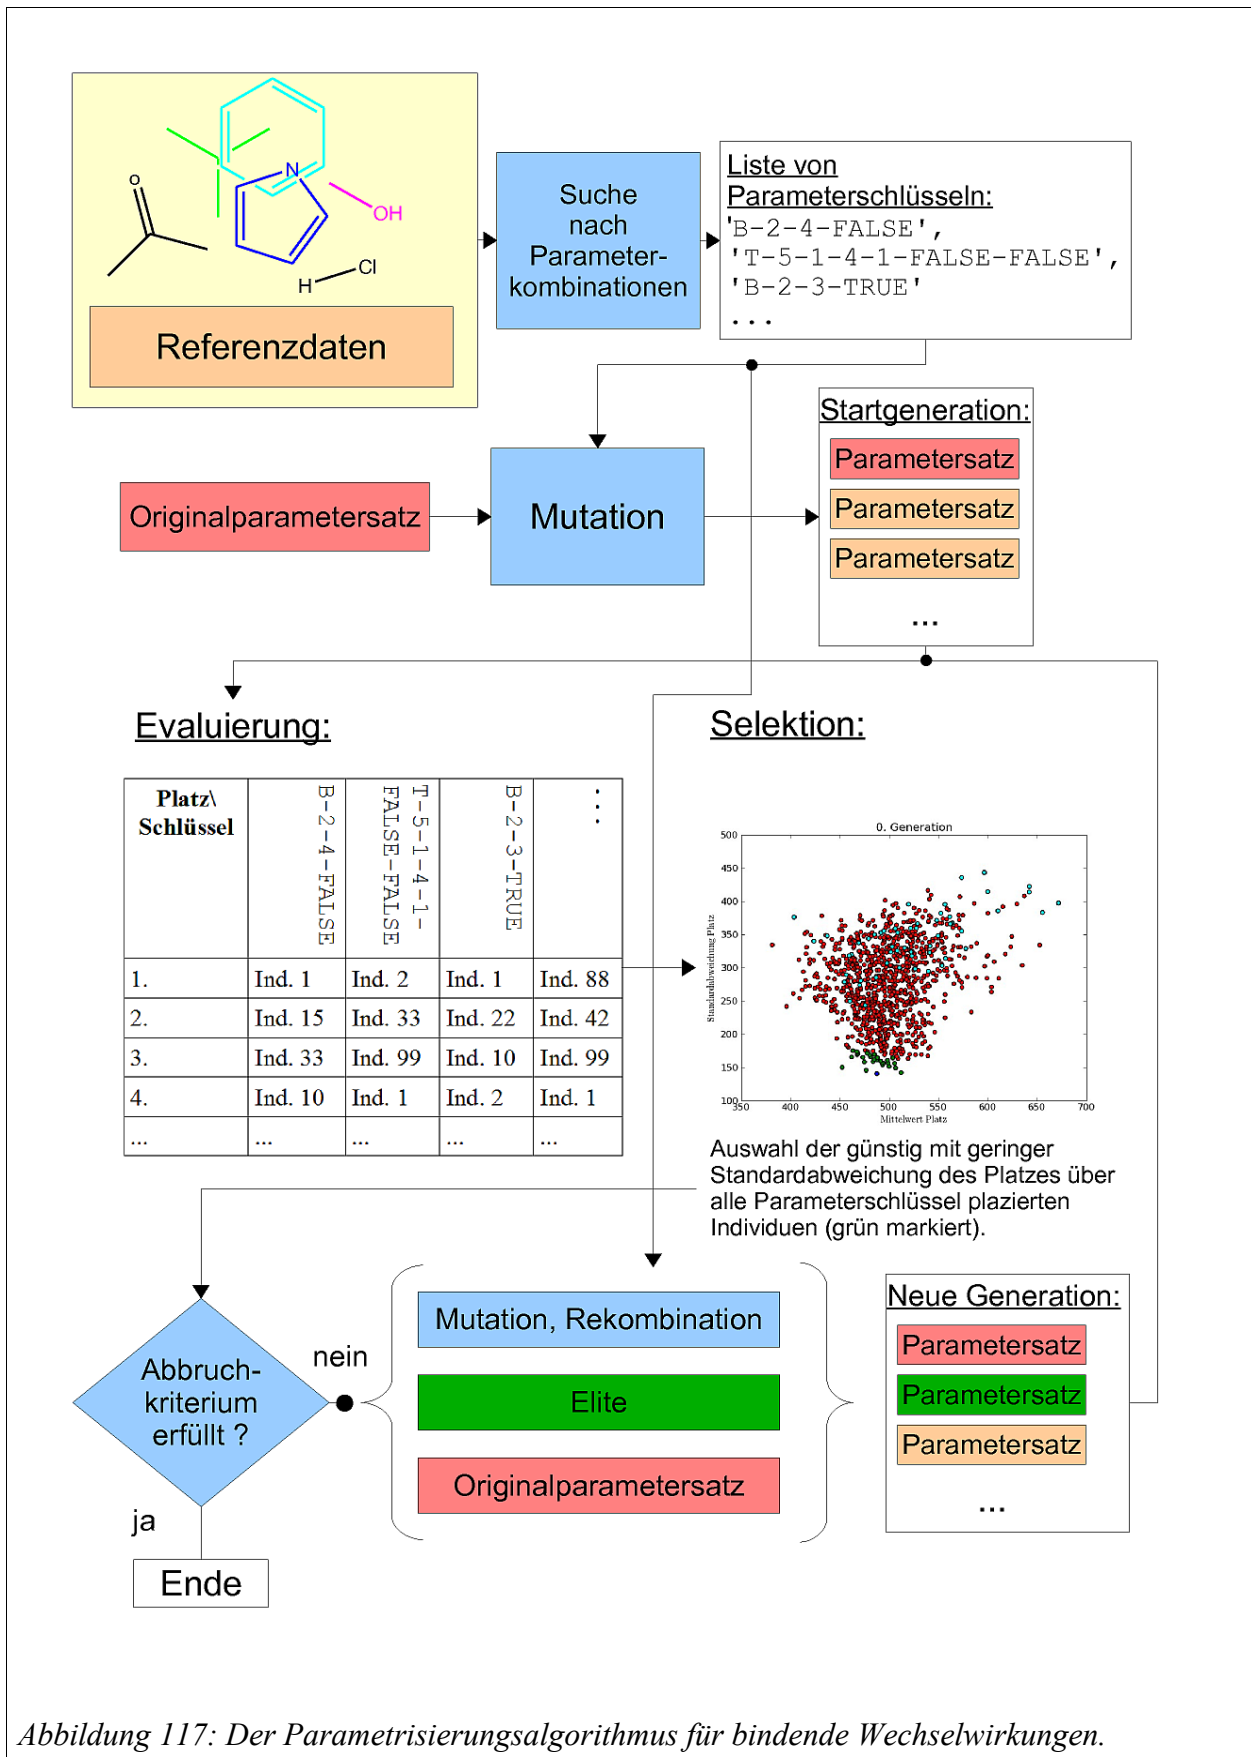 O
N
OH
Cl
H
Referenzdaten
Suche
nach
Parameter-
kombinationen
Liste von
Parameterschlüsseln:
'B-2-4-FALSE',
'T-5-1-4-1-FALSE-FALSE',
'B-2-3-TRUE'
...
Originalparametersatz
Mutation
Startgeneration:
Parametersatz
Parametersatz
Parametersatz
...
Evaluierung:
Platz\ B-2-4-FALSE T-5-1-4-1- B-2-3-TRUE ...
Schlüssel FALSE-FALSE
1. Ind. 1 Ind. 2 Ind. 1 Ind. 88
2. Ind. 15 Ind. 33 Ind. 22 Ind. 42
3. Ind. 33 Ind. 99 Ind. 10 Ind. 99
4. Ind. 10 Ind. 1 Ind. 2 Ind. 1
... ... ... ... ...
Selektion:
0. Generation
500
450
400
350
300
250
200
150
100
Standardabweichung Platz
350 400 450 500 550 600 650 700
Mittelwert Platz
Auswahl der günstig mit geringer
Standardabweichung des Platzes über
alle Parameterschlüssel plazierten
Individuen (grün markiert).
Abbruch-
kriterium
erfüllt ?
nein
ja
Ende
Mutation, Rekombination
Elite
Originalparametersatz
Neue Generation:
Parametersatz
Parametersatz
Parametersatz
...
Abbildung 117: Der Parametrisierungsalgorithmus für bindende Wechselwirkungen.